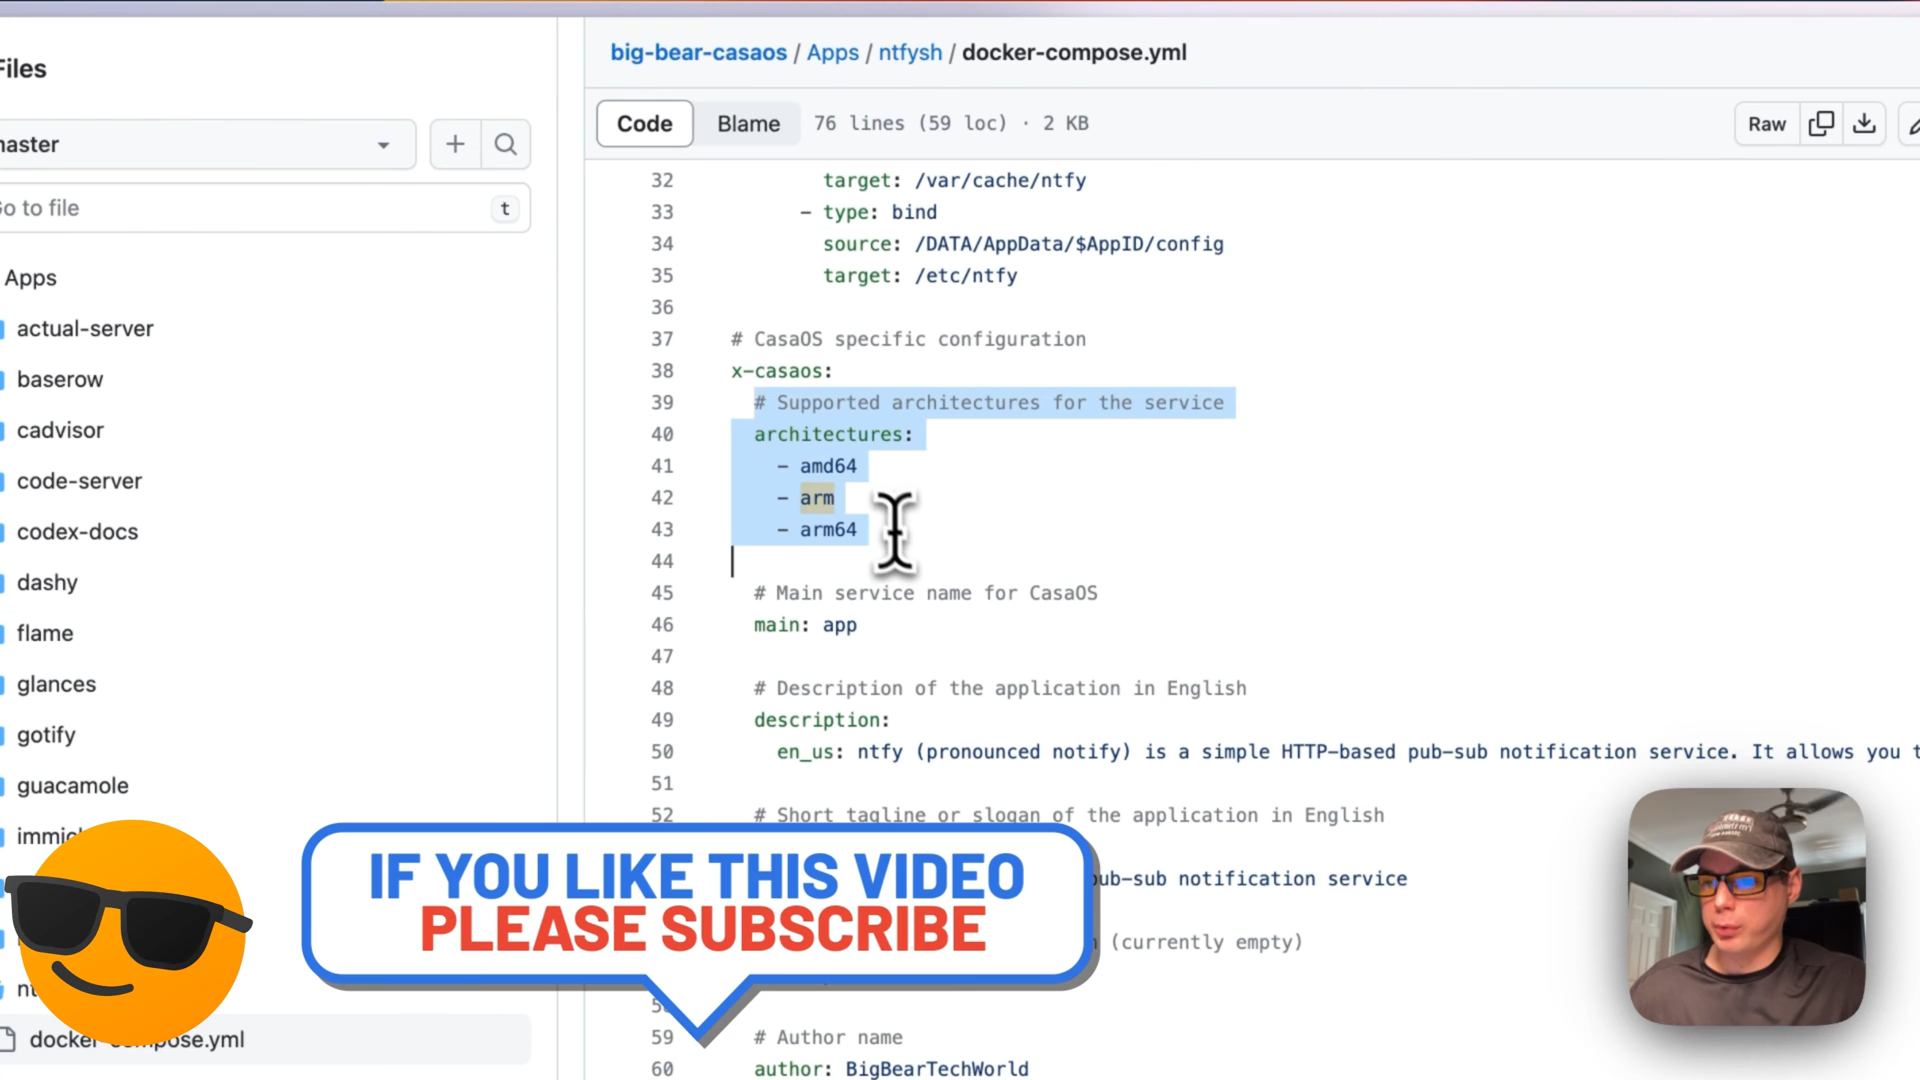 Files
big-bear-casaos / Apps / ntfysh / docker-compose.yml
Code Blame 76 lines (59 loc) · 2 KB Raw
master
Go to file t
Apps
actual-server
baserow
cadvisor
code-server
codex-docs
dashy
flame
glances
gotify
guacamole
docker-compose.yml
32 target: /var/cache/ntfy
33 - type: bind
34 source: /DATA/AppData/$AppID/config
35 target: /etc/ntfy
36
37 # CasaOS specific configuration
38 x-casaos:
39 # Supported architectures for the service
40 architectures:
41 - amd64
42 - arm
43 - arm64
44
45 # Main service name for CasaOS
46 main: app
47
48 # Description of the application in English
49 description:
50 en_us: ntfy (pronounced notify) is a simple HTTP-based pub-sub notification service. It allows you t
51
52 # Short tagline or slogan of the application in English
pub-sub notification service
(currently empty)
59 # Author name
60 author: BigBearTechWorld
IF YOU LIKE THIS VIDEO
PLEASE SUBSCRIBE